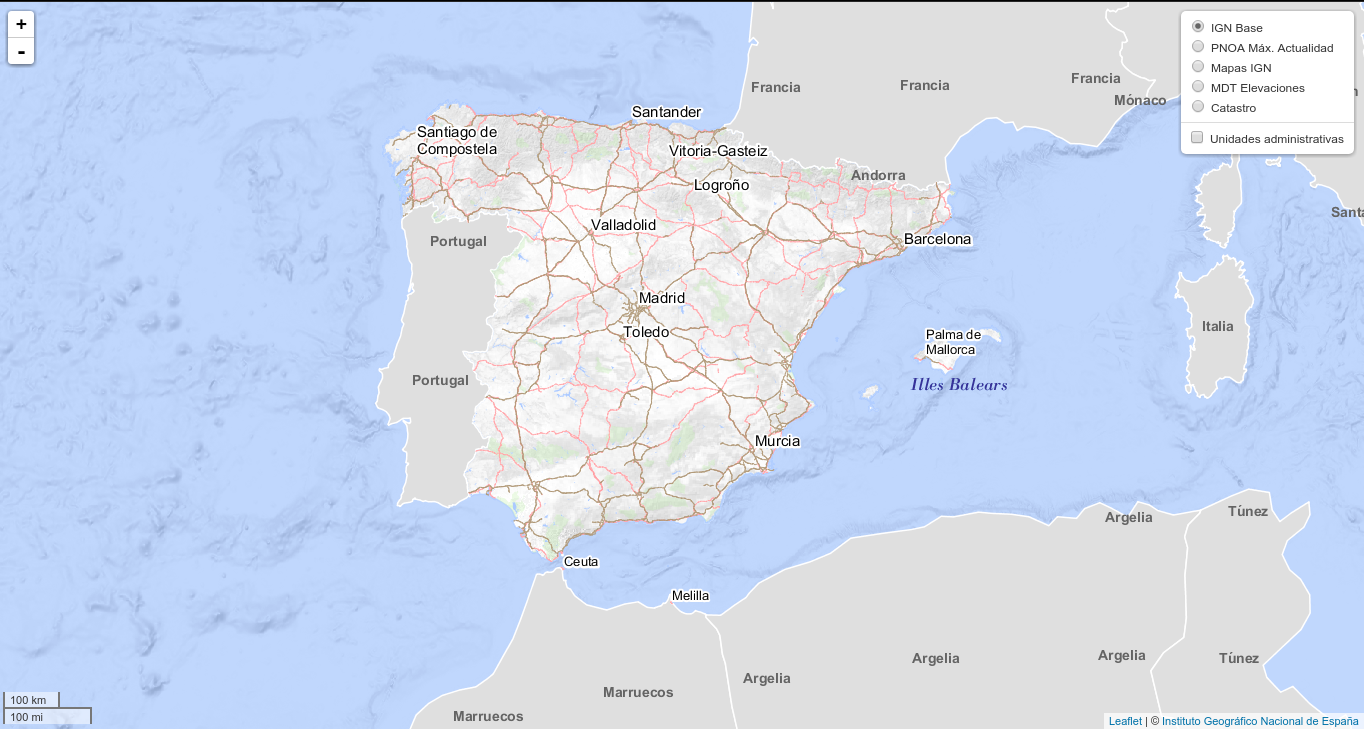 +
-
IGN Base
PNOA Máx. Actualidad
Mapas IGN
MDT Elevaciones
Catastro
Unidades administrativas
Francia
Francia
Francia
Mónaco
Santander
Santiago de
Compostela
Vitoria-Gasteiz
Andorra
Logroño
Valladolid
Portugal
Barcelona
Madrid
Toledo
Italia
Palma de
Mallorca
Illes Balears
Portugal
Murcia
Túnez
Argelia
Ceuta
Melilla
Argelia
Argelia
Túnez
Argelia
Marruecos
Marruecos
100 km
100 mi
Leaflet | © Instituto Geográfico Nacional de España